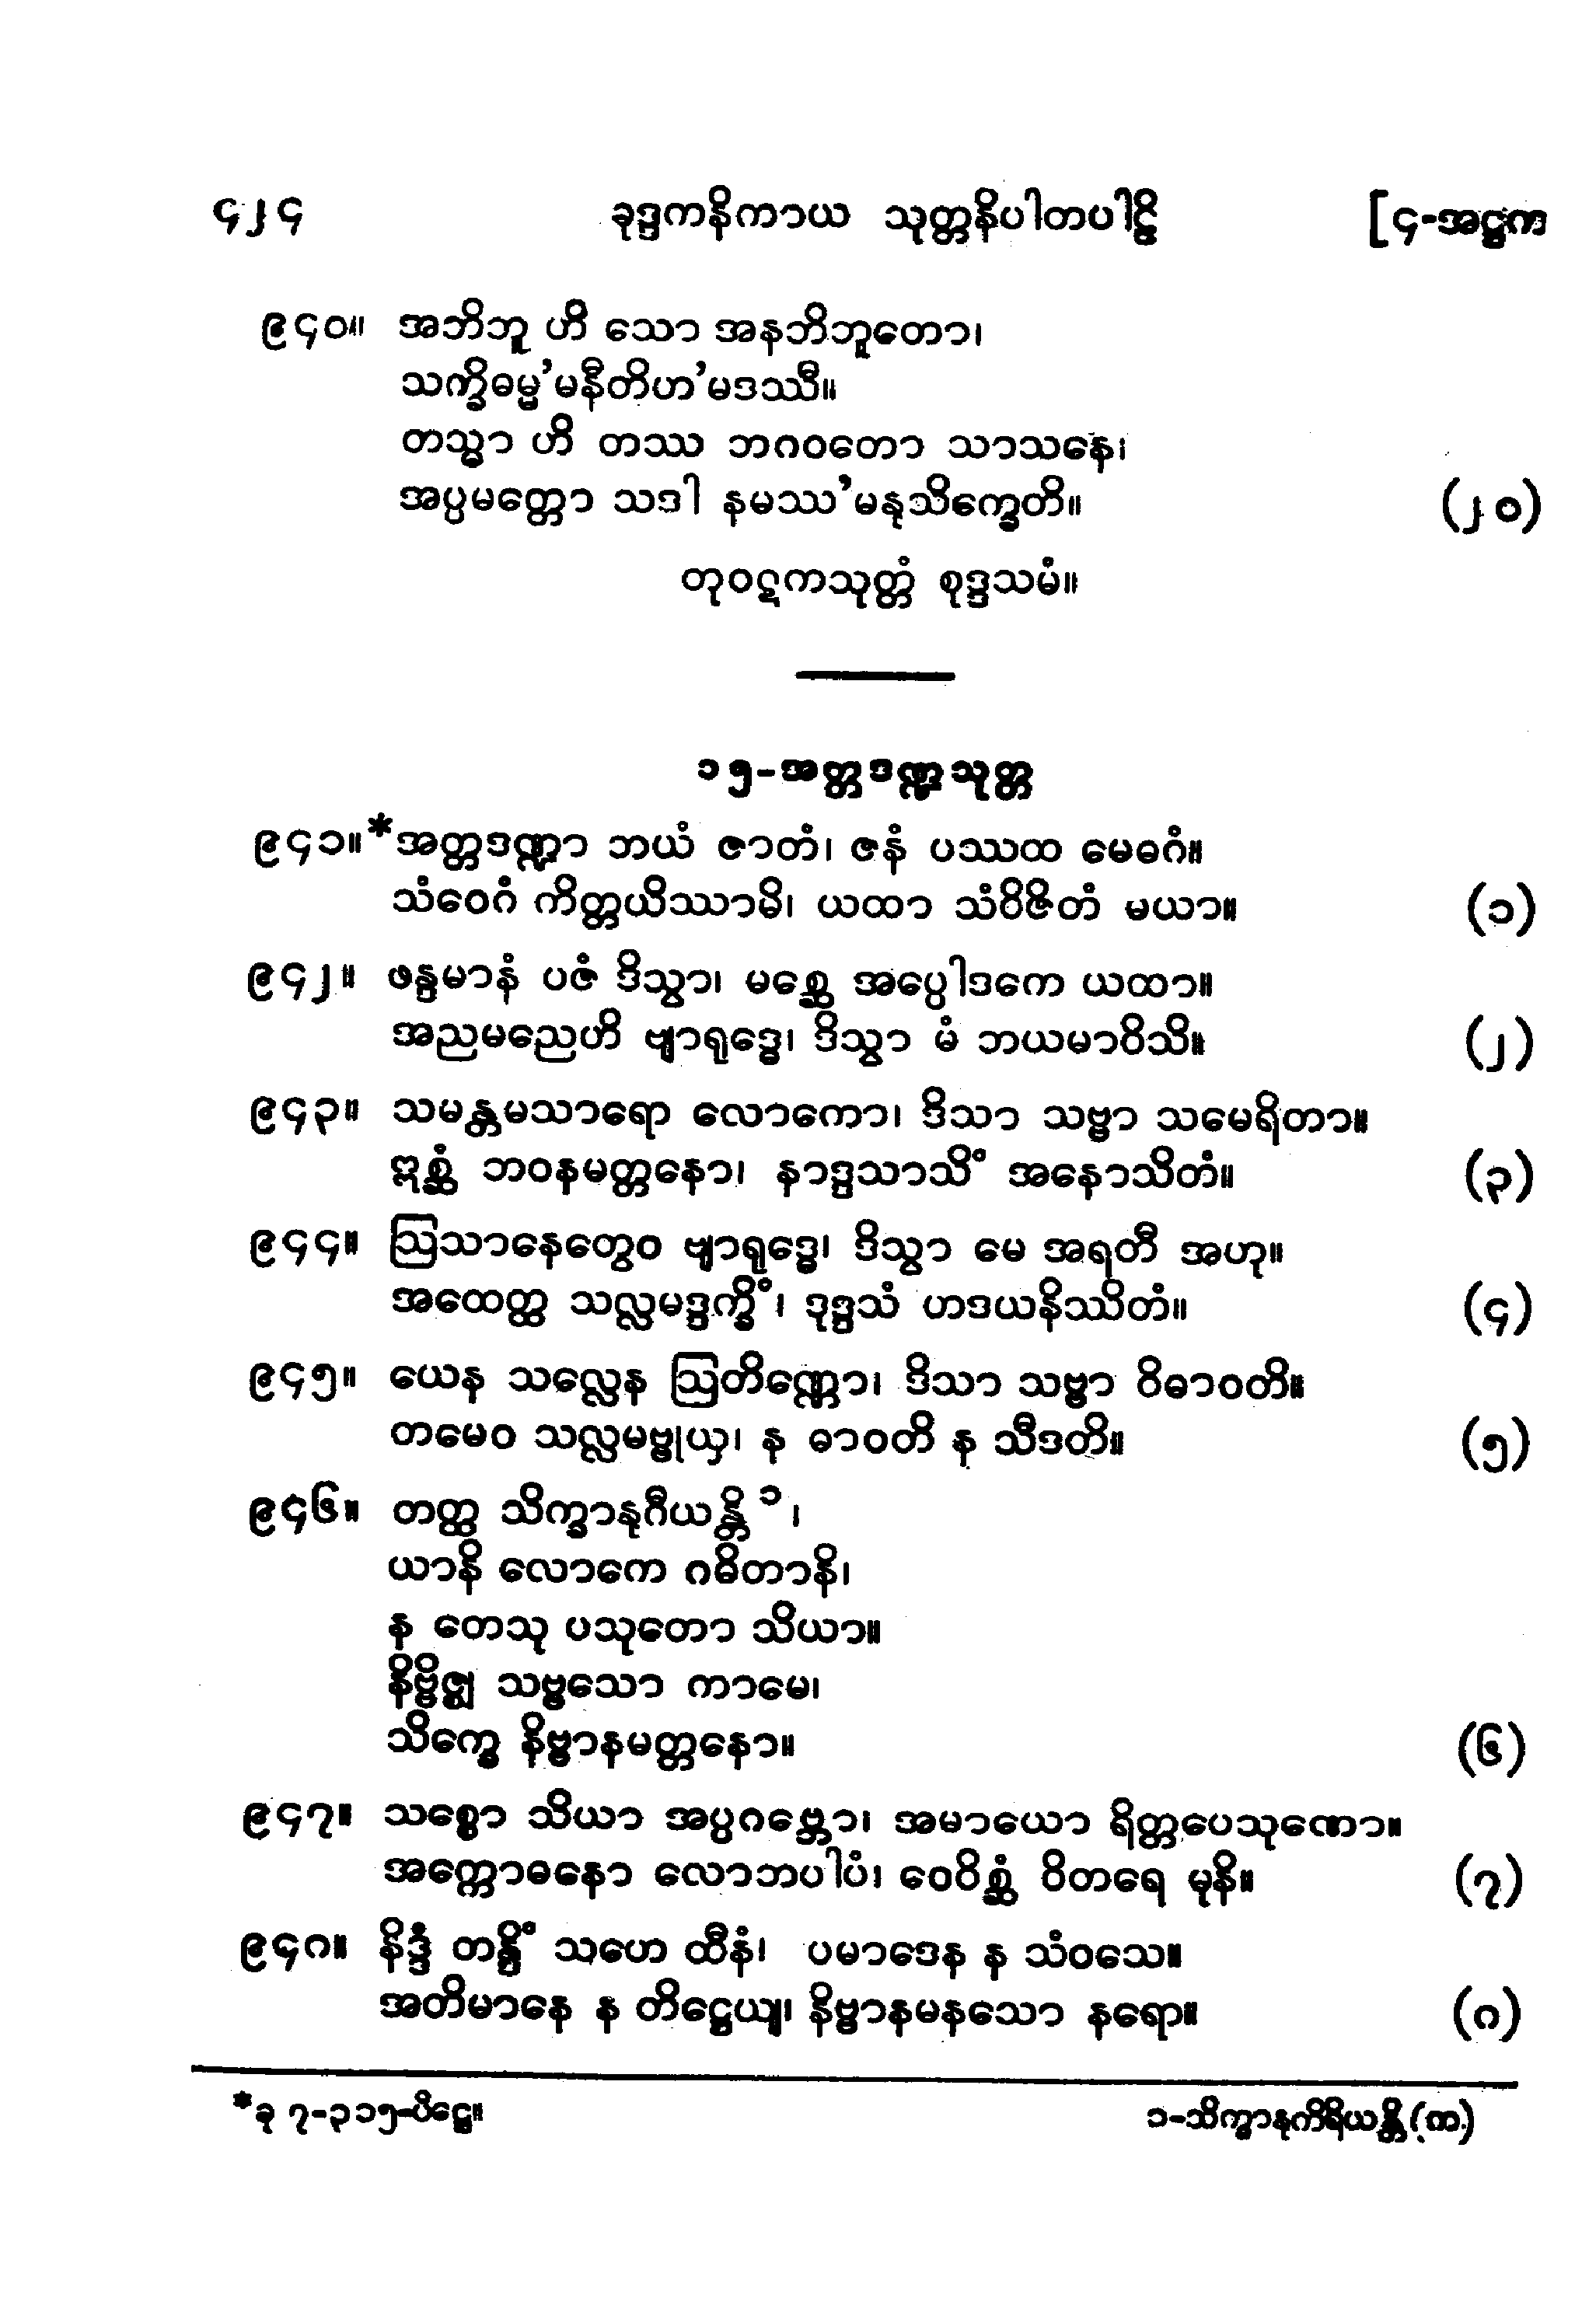 ၄၂၄ ခုဒ္ဒကနိကာယ သုတ္တနိပါတပါဠိ [၄-အဋ္ဌက
၉၄၀။ အဘိဘူ ဟိ သော အနဘိဘူတော၊
သက္ခိဓမ္မ’မနီတိဟ’မဒဿီ။
တသ္မာ ဟိ တဿ ဘဂဝတော သာသနေ၊
အပ္ပမတ္တော သဒါ နမဿ’မနုသိက္ခေတိ။ (၂၀)
တုဝဋကသုတ္တံ စုဒ္ဒသမံ။
၁၅-အတ္တဒဏ္ဍသုတ္တ
၉၄၁။ *အတ္တဒဏ္ဍာ ဘယံ ဇာတံ၊ ဇနံ ပဿထ မေဓဂံ။
သံဝေဂံ ကိတ္တယိဿာမိ၊ ယထာ သံဝိဇိတံ မယာ။ (၁)
၉၄၂။ ဖန္ဒမာနံ ပဇံ ဒိသွာ၊ မစ္ဆေ အပ္ပေါဒကေ ယထာ။
အညမညေဟိ ဗျာရုဒ္ဓေ၊ ဒိသွာ မံ ဘယမာဝိသိ။ (၂)
၉၄၃။ သမန္တမသာရော လောကော၊ ဒိသာ သဗ္ဗာ သမေရိတာ။
ဣစ္ဆံ ဘဝနမတ္တနော၊ နာဒ္ဒသာသိံ အနောသိတံ။ (၃)
၉၄၄။ ဩသာနေတွေဝ ဗျာရုဒ္ဓေ၊ ဒိသွာ မေ အရတီ အဟု။
အထေတ္ထ သလ္လမဒ္ဒက္ခိံ၊ ဒုဒ္ဒသံ ဟဒယနိဿိတံ။ (၄)
၉၄၅။ ယေန သလ္လေန ဩတိဏ္ဏော၊ ဒိသာ သဗ္ဗာ ဝိဓာဝတိ။
တမေဝ သလ္လမဗ္ဗုယှ၊ န ဓာဝတိ န သီဒတိ။ (၅)
၉၄၆။ တတ္ထ သိက္ခာနုဂီယန္တိ ၁၊
ယာနိ လောကေ ဂဓိတာနိ၊
န တေသု ပသုတော သိယာ။
နိဗ္ဗိဇ္ဈ သဗ္ဗသော ကာမေ၊
သိက္ခေ နိဗ္ဗာနမတ္တနော။ (၆)
၉၄၇။ သစ္စော သိယာ အပ္ပဂဗ္ဘော၊ အမာယော ရိတ္တပေသုဏော။
အက္ကောဓနော လောဘပါပံ၊ ဝေဝိစ္ဆံ ဝိတရေ မုနိ။ (၇)
၉၄၈။ နိဒ္ဒံ တန္ဒိံ သဟေ ထီနံ၊ ပမာဒေန န သံဝသေ။
အတိမာနေ န တိဋ္ဌေယျ၊ နိဗ္ဗာနမနသော နရော။ (၈)
*ခု ၇-၃၁၅-ပိဋ္ဌေ။ ၁-သိက္ခာနုကိရိယန္တိ (က)